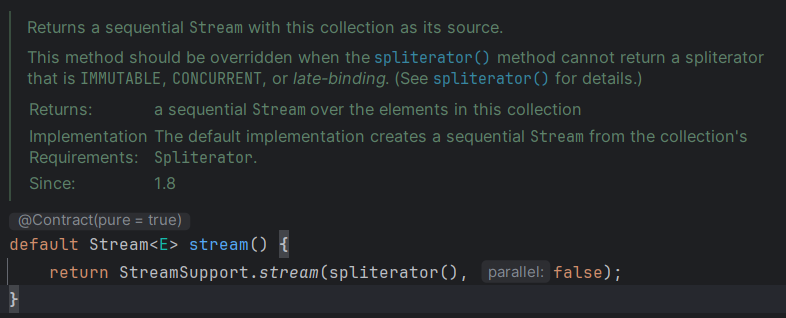 Returns a sequential Stream with this collection as its source.
This method should be overridden when the spliterator() method cannot return a spliterator
that is IMMUTABLE, CONCURRENT, or late-binding. (See spliterator() for details.)
Returns: a sequential Stream over the elements in this collection
Implementation The default implementation creates a sequential Stream from the collection's
Requirements: Spliterator.
Since: 1.8
@Contract(pure = true)
default Stream<E> stream() {
    return StreamSupport.stream(spliterator(), parallel: false);
}